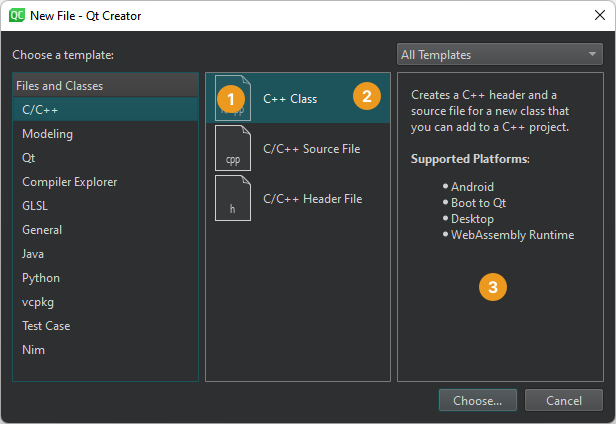 QC New File - Qt Creator
Choose a template:
All Templates
Files and Classes
C/C++
Modeling
Qt
Compiler Explorer
GLSL
General
Java
Python
vcpkg
Test Case
Nim
1
C++ Class
2
cpp
C/C++ Source File
h
C/C++ Header File
Creates a C++ header and a
source file for a new class that
you can add to a C++ project.
Supported Platforms:
• Android
• Boot to Qt
• Desktop
• WebAssembly Runtime
3
Choose...
Cancel